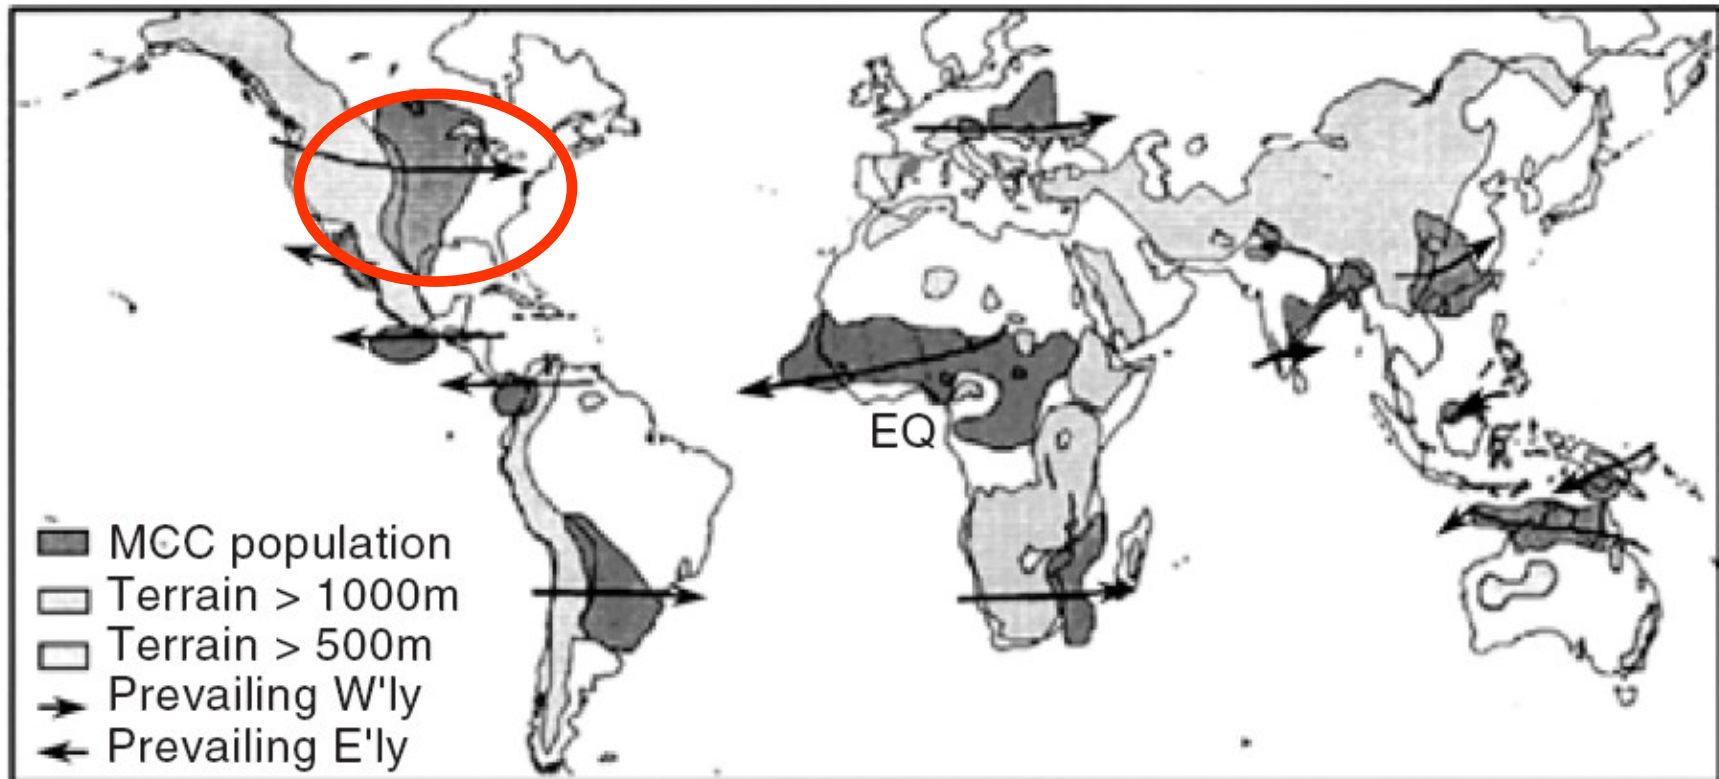 EQ
MCC population
Terrain > 1000m
Terrain > 500m
Prevailing W'ly
Prevailing E'ly